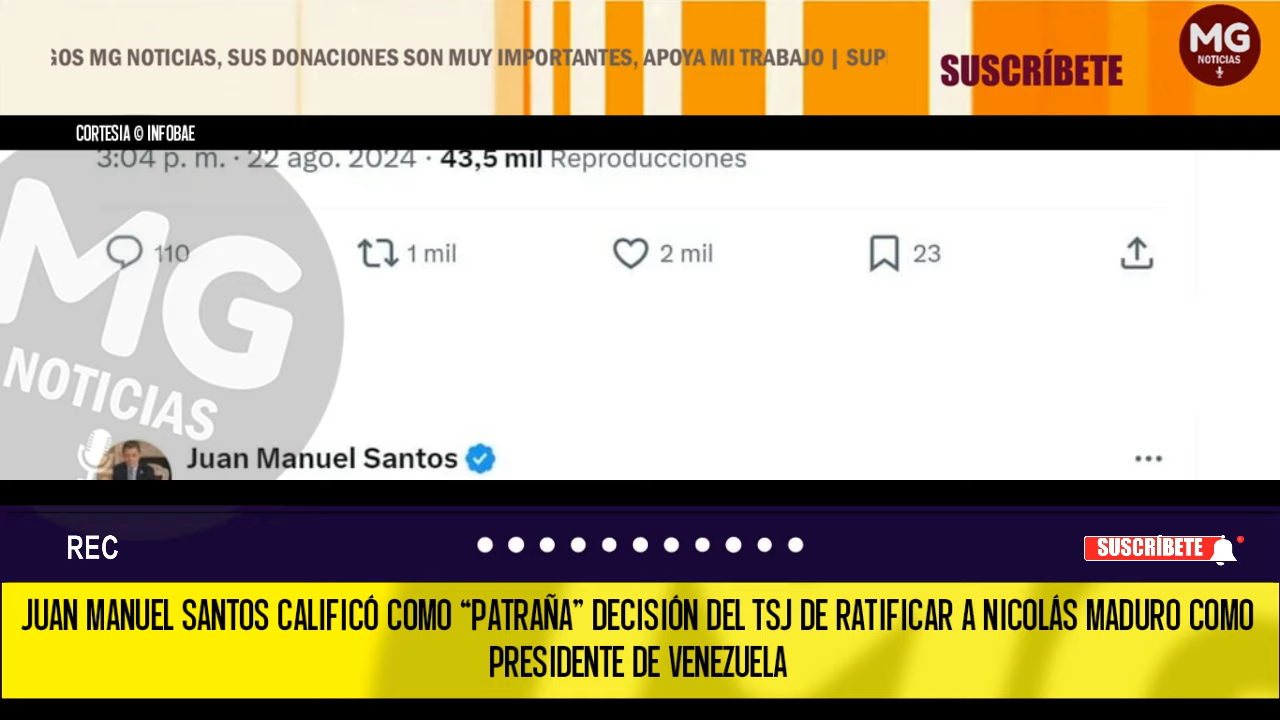 GOS MG NOTICIAS, SUS DONACIONES SON MUY IMPORTANTES, APOYA MI TRABAJO | SUP
SUSCRÍBETE
MG
NOTICIAS
CORTESIA © INFOBAE
3:04 p. m. · 22 ago. 2024 · 43,5 mil Reproducciones
110 1 mil 2 mil 23
MG
NOTICIAS
Juan Manuel Santos
REC
SUSCRÍBETE
JUAN MANUEL SANTOS CALIFICÓ COMO “PATRAÑA” DECISIÓN DEL TSJ DE RATIFICAR A NICOLÁS MADURO COMO
PRESIDENTE DE VENEZUELA